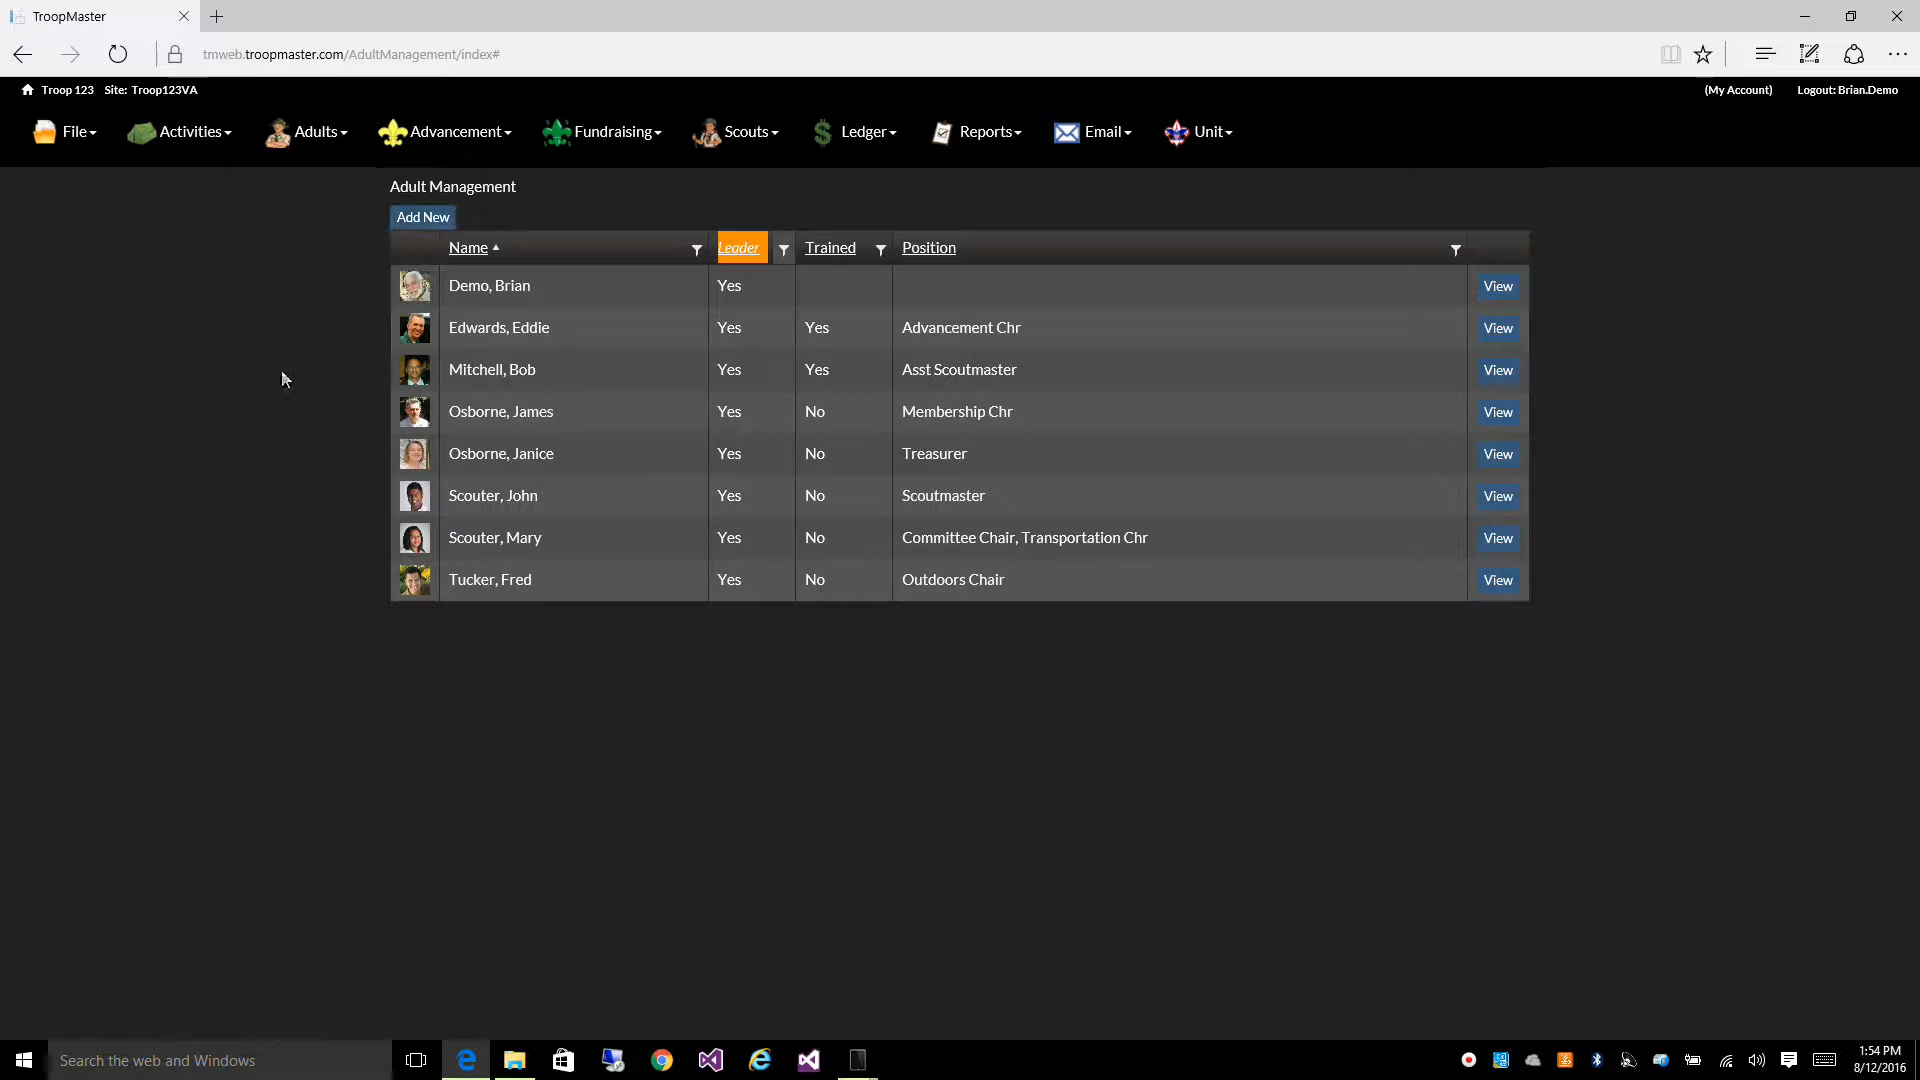 TroopMaster
tmweb.troopmaster.com/AdultManagement/index#
Troop 123 Site: Troop123VA (My Account) Logout: Brian.Demo
File Activities Adults Advancement Fundraising Scouts Ledger Reports Email Unit
Adult Management
Add New
Name Leader Trained Position
Demo, Brian Yes View
Edwards, Eddie Yes Yes Advancement Chr View
Mitchell, Bob Yes Yes Asst Scoutmaster View
Osborne, James Yes No Membership Chr View
Osborne, Janice Yes No Treasurer View
Scouter, John Yes No Scoutmaster View
Scouter, Mary Yes No Committee Chair, Transportation Chr View
Tucker, Fred Yes No Outdoors Chair View
Search the web and Windows
1:54 PM
8/12/2016